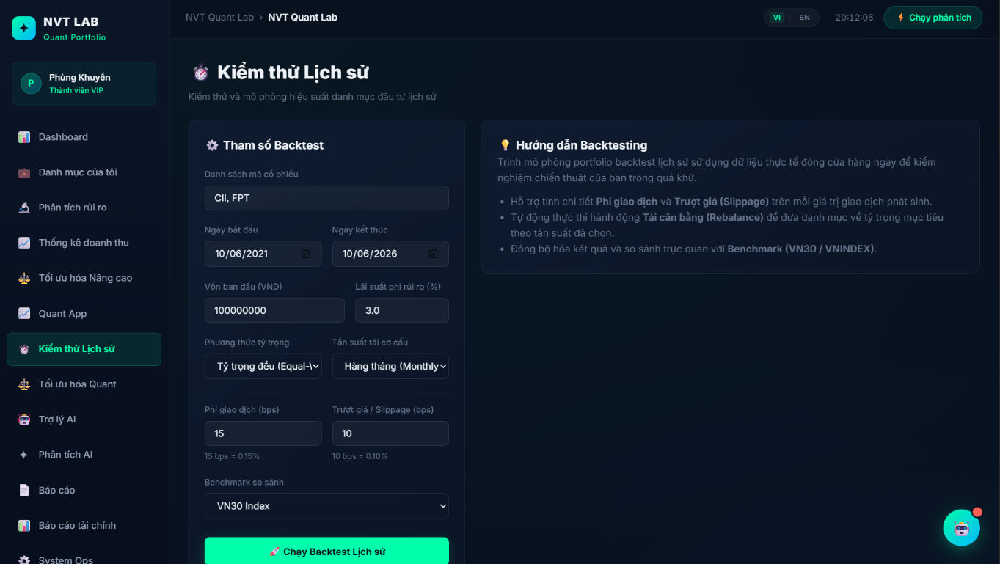 NVT LAB
Quant Portfolio
NVT Quant Lab › NVT Quant Lab
VI
EN
20:12:06
Chạy phân tích
P
Phùng Khuyến
Thành viên VIP
Dashboard
Danh mục của tôi
Phân tích rủi ro
Thống kê doanh thu
Tối ưu hóa Nâng cao
Quant App
Kiểm thử Lịch sử
Tối ưu hóa Quant
Trợ lý AI
Phân tích AI
Báo cáo
Báo cáo tài chính
System Ops
Kiểm thử Lịch sử
Kiểm thử và mô phỏng hiệu suất danh mục đầu tư lịch sử
Tham số Backtest
Danh sách mã cổ phiếu
CII, FPT
Ngày bắt đầu
Ngày kết thúc
10/06/2021
10/06/2026
Vốn ban đầu (VND)
Lãi suất phi rủi ro (%)
100000000
3.0
Phương thức tỷ trọng
Tần suất tái cơ cấu
Tỷ trọng đều (Equal-
Hàng tháng (Monthly
Phí giao dịch (bps)
Trượt giá / Slippage (bps)
15
10
15 bps = 0.15%
10 bps = 0.10%
Benchmark so sánh
VN30 Index
Chạy Backtest Lịch sử
Hướng dẫn Backtesting
Trình mô phỏng portfolio backtest lịch sử sử dụng dữ liệu thực tế đóng cửa hàng ngày để kiểm
nghiệm chiến thuật của bạn trong quá khứ.
• Hỗ trợ tính chi tiết Phí giao dịch và Trượt giá (Slippage) trên mỗi giá trị giao dịch phát sinh.
• Tự động thực thi hành động Tái cân bằng (Rebalance) để đưa danh mục về tỷ trọng mục tiêu
theo tần suất đã chọn.
• Đồng bộ hóa kết quả và so sánh trực quan với Benchmark (VN30 / VNINDEX).